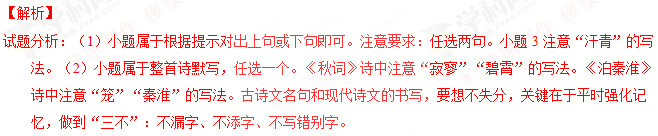 【解析】
试题分析：（1）小题属于根据提示对出上句或下句即可。注意要求：任选两句。小题 3 注意“汗青”的写
法。（2）小题属于整首诗默写，任选一个。《秋词》诗中注意“寂寥”“碧霄”的写法。《泊秦淮》
诗中注意“笼”“秦淮”的写法。古诗文名句和现代诗文的书写，要想不失分，关键在于平时强化记
忆，做到“三不”：不漏字、不添字、不写错别字。